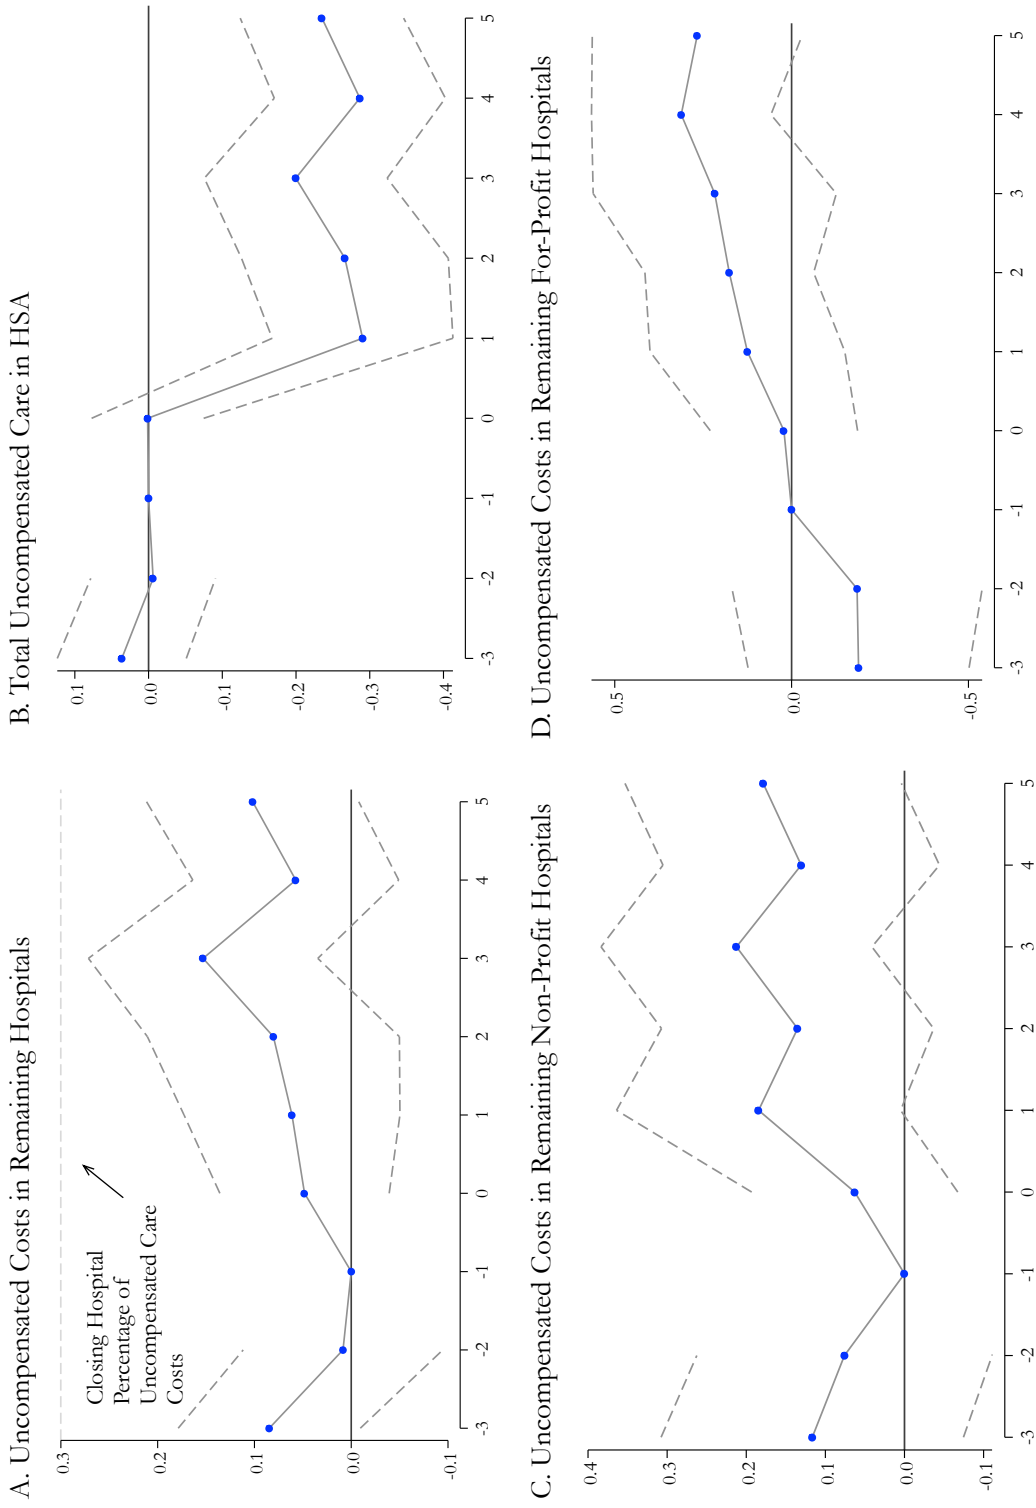 A. Uncompensated Costs in Remaining Hospitals
0.3
0.2
0.1
0.0
-0.1
Closing Hospital
Percentage of
Uncompensated Care
Costs
-3 -2 -1 0 1 2 3 4 5
B. Total Uncompensated Care in HSA
0.1
0.0
-0.1
-0.2
-0.3
-0.4
-3 -2 -1 0 1 2 3 4 5
C. Uncompensated Costs in Remaining Non-Profit Hospitals
0.4
0.3
0.2
0.1
0.0
-0.1
-3 -2 -1 0 1 2 3 4 5
D. Uncompensated Costs in Remaining For-Profit Hospitals
0.5
0.0
-0.5
-3 -2 -1 0 1 2 3 4 5